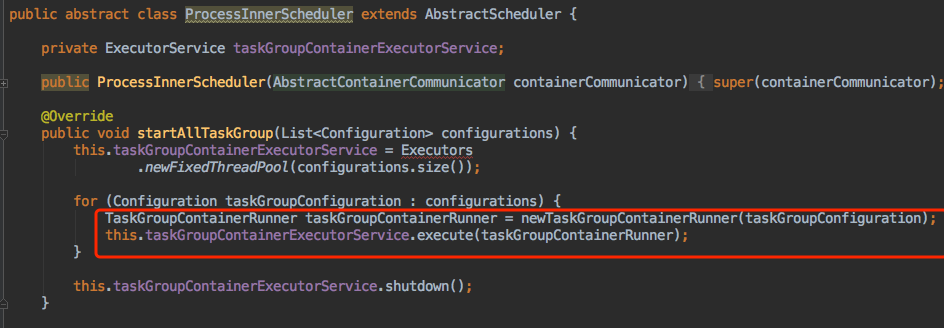 public abstract class ProcessInnerScheduler extends AbstractScheduler {
private ExecutorService taskGroupContainerExecutorService;
public ProcessInnerScheduler(AbstractContainerCommunicator containerCommunicator) { super(containerCommunicator);
@Override
public void startAllTaskGroup(List<Configuration> configurations) {
this.taskGroupContainerExecutorService = Executors
.newFixedThreadPool(configurations.size());
for (Configuration taskGroupConfiguration : configurations) {
TaskGroupContainerRunner taskGroupContainerRunner = newTaskGroupContainerRunner(taskGroupConfiguration);
this.taskGroupContainerExecutorService.execute(taskGroupContainerRunner);
}
this.taskGroupContainerExecutorService.shutdown();
}